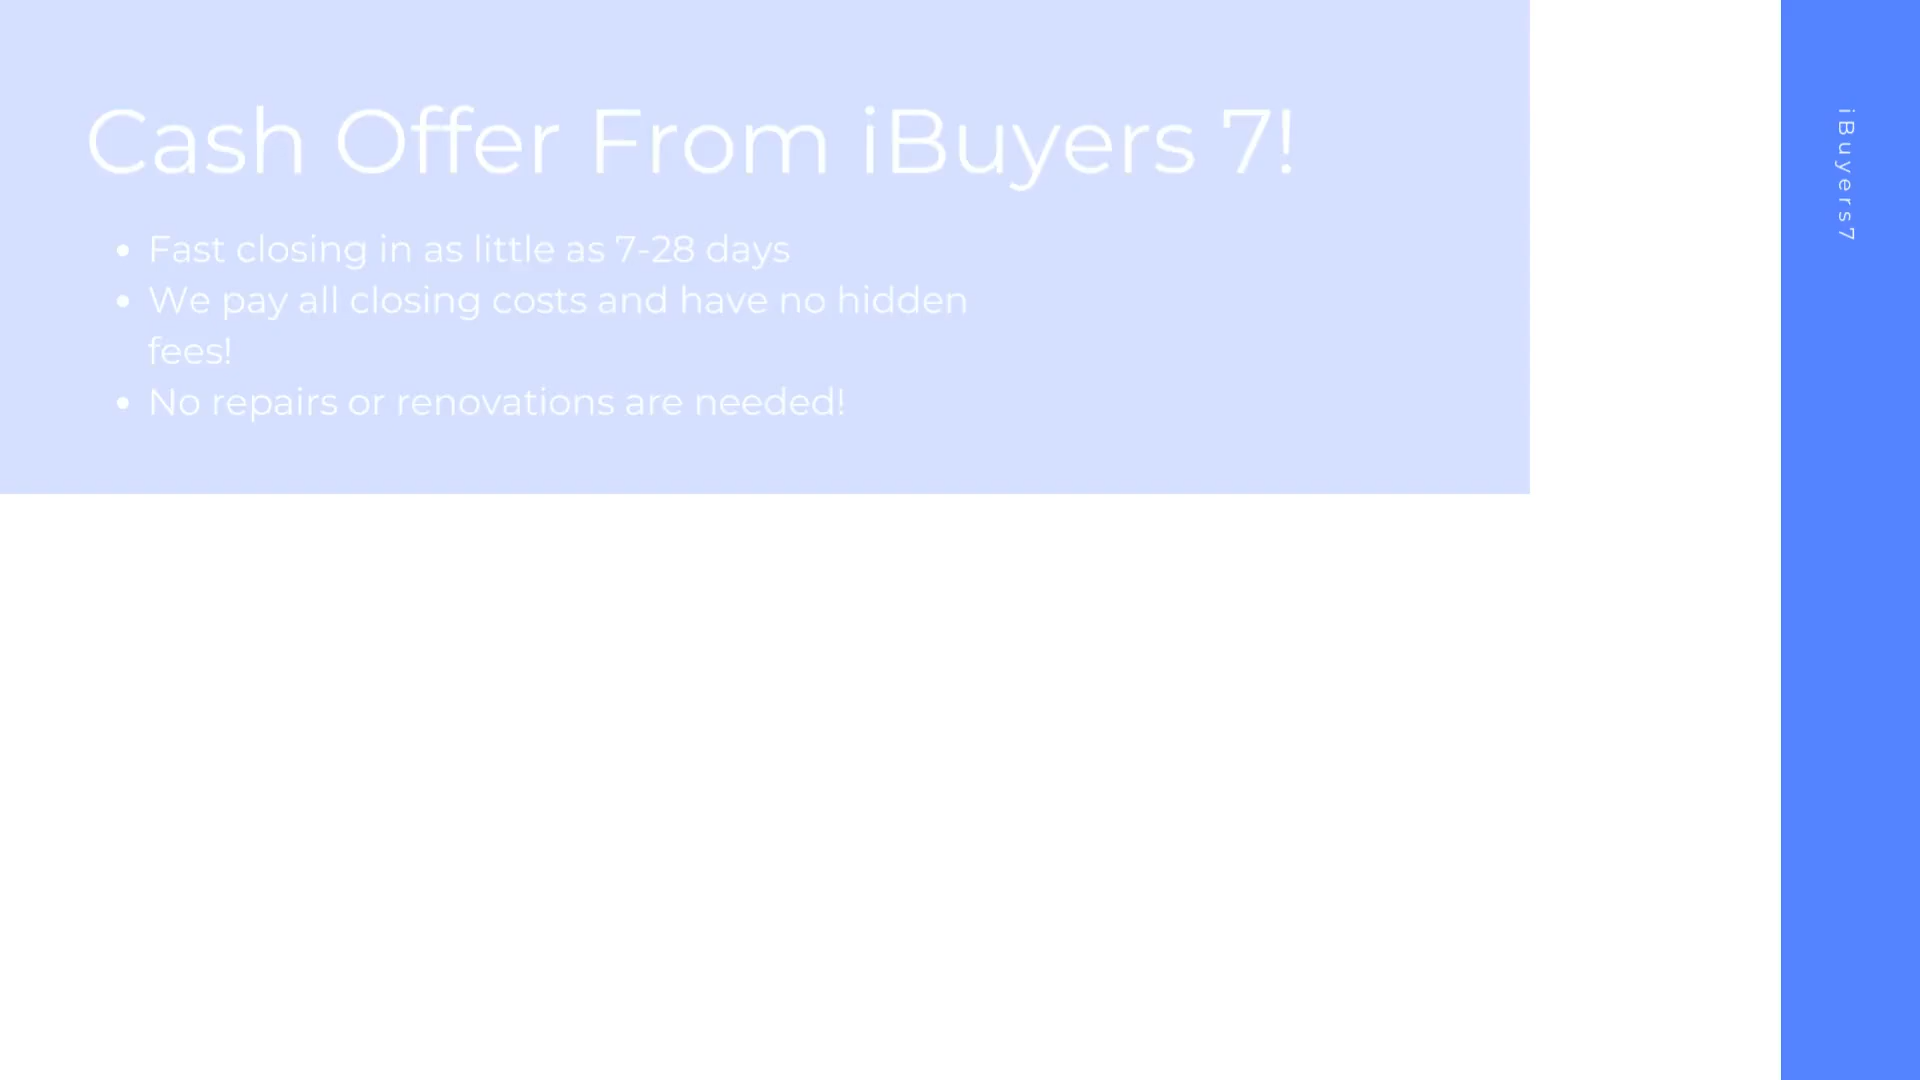 Cash Offer From iBuyers 7!
• Fast closing in as little as 7-28 days
• We pay all closing costs and have no hidden
fees!
• No repairs or renovations are needed!
iBuyers7